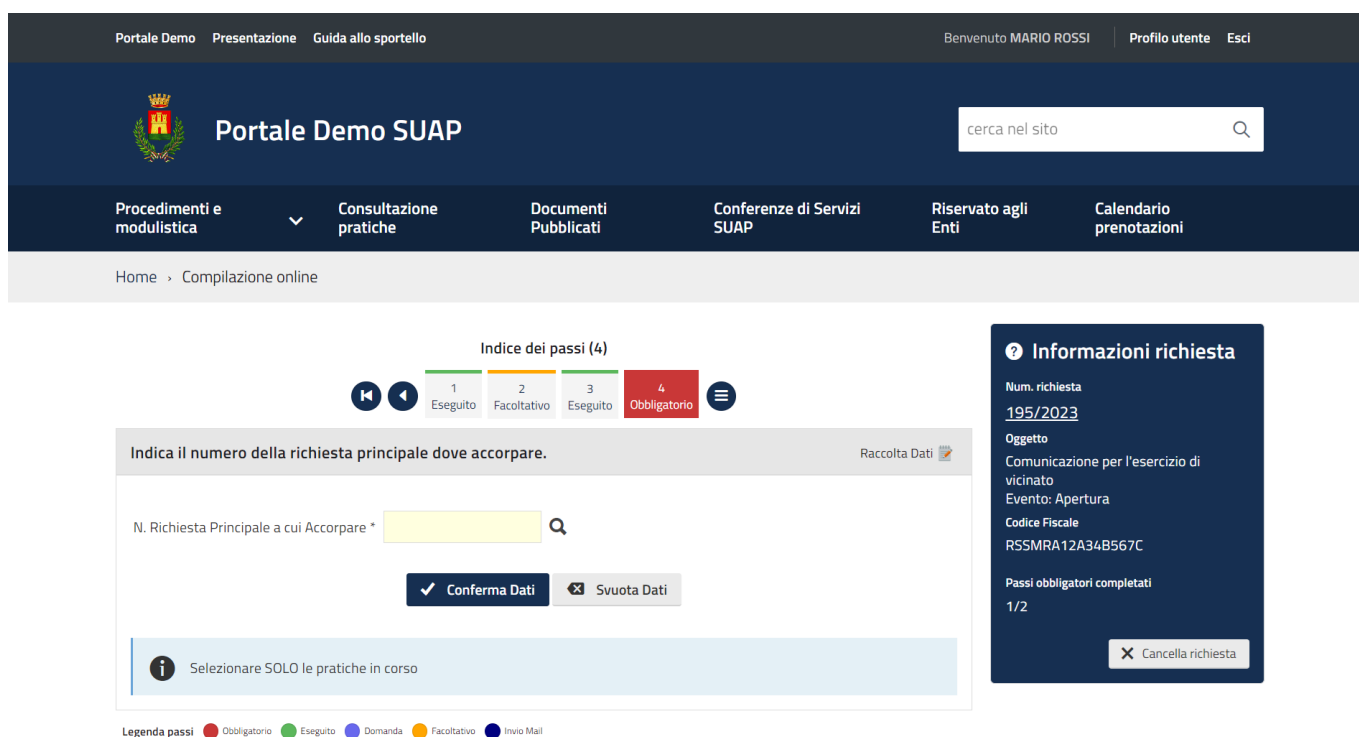 Portale Demo Presentazione Guida allo sportello Benvenuto MARIO ROSSI Profilo utente Esci
Portale Demo SUAP
cerca nel sito
Procedimenti e modulistica
Consultazione pratiche
Documenti Pubblicati
Conferenze di Servizi SUAP
Riservato agli Enti
Calendario prenotazioni
Home › Compilazione online
Indice dei passi (4)
1 Eseguito
2 Facoltativo
3 Eseguito
4 Obbligatorio
Indica il numero della richiesta principale dove accorpare. Raccolta Dati
N. Richiesta Principale a cui Accorpare *
Conferma Dati Svuota Dati
Selezionare SOLO le pratiche in corso
Legenda passi Obbligatorio Eseguito Domanda Facoltativo Invio Mail
Informazioni richiesta
Num. richiesta
195/2023
Oggetto
Comunicazione per l'esercizio di
vicinato
Evento: Apertura
Codice Fiscale
RSSMRA12A34B567C
Passi obbligatori completati
1/2
Cancella richiesta